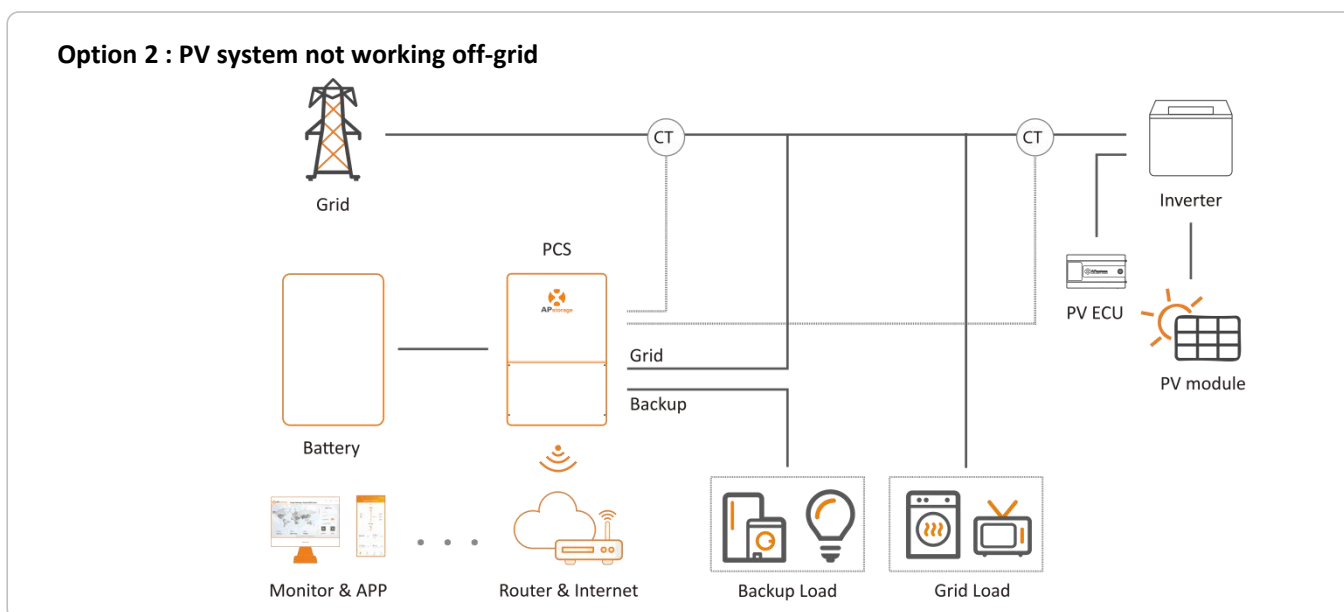 Option 2 : PV system not working off-grid
CT
CT
Grid
Inverter
PCS
APstorage
PV ECU
Grid
PV module
Backup
Battery
Monitor & APP
Router & Internet
Backup Load
Grid Load